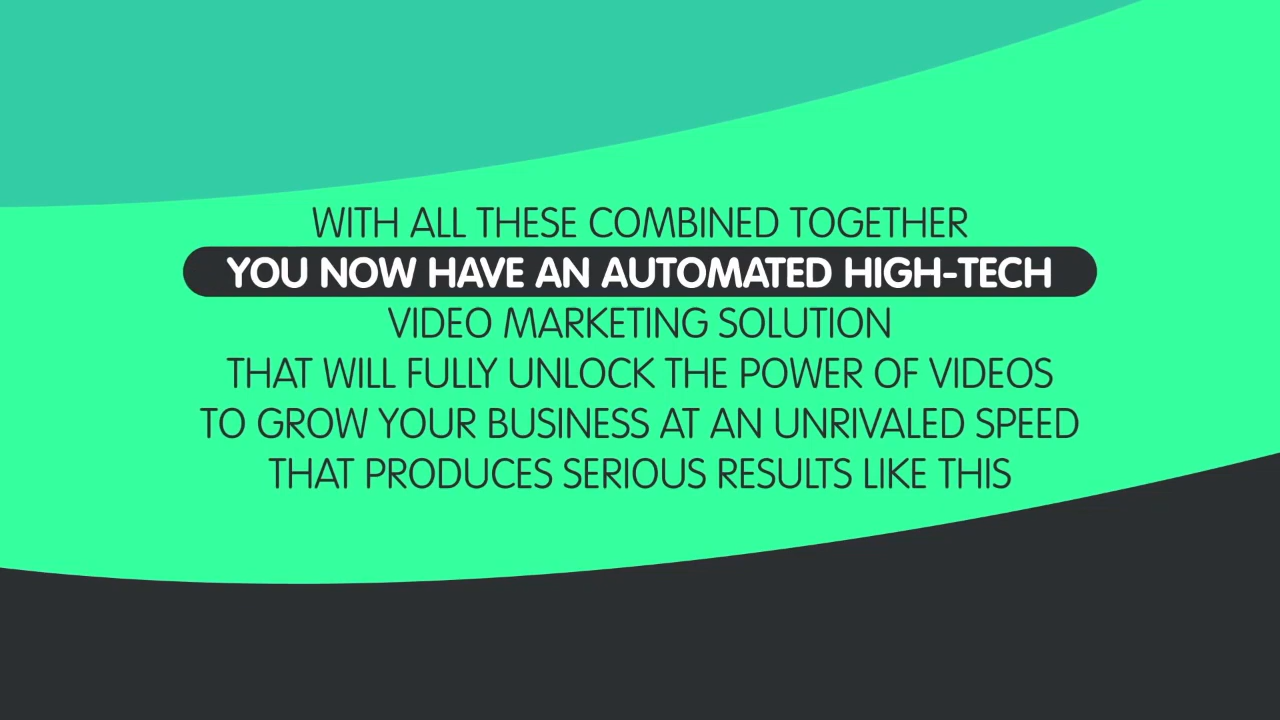 WITH ALL THESE COMBINED TOGETHER
YOU NOW HAVE AN AUTOMATED HIGH-TECH
VIDEO MARKETING SOLUTION
THAT WILL FULLY UNLOCK THE POWER OF VIDEOS
TO GROW YOUR BUSINESS AT AN UNRIVALED SPEED
THAT PRODUCES SERIOUS RESULTS LIKE THIS